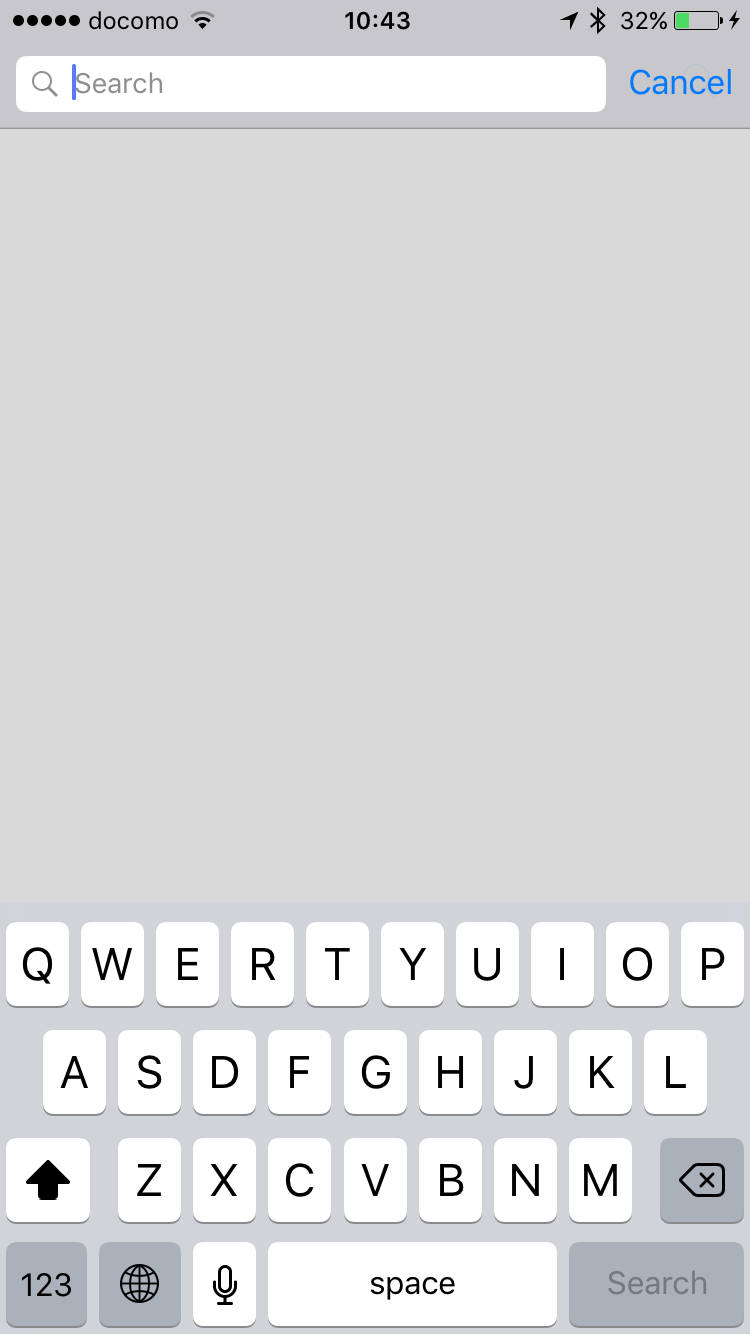 docomo 10:43 32%
Search Cancel
Q W E R T Y U I O P
A S D F G H J K L
Z X C V B N M
123 space Search